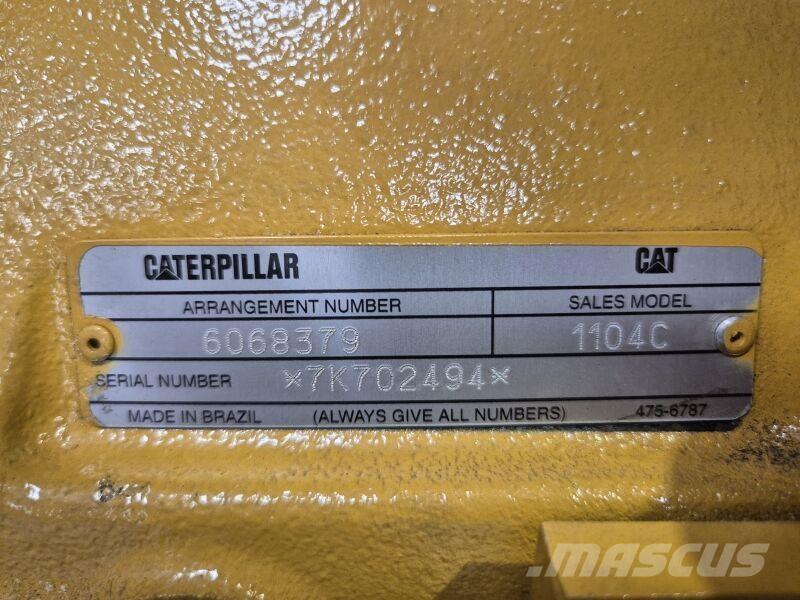 CATERPILLAR CAT
ARRANGEMENT NUMBER SALES MODEL
6068379 1104C
SERIAL NUMBER *7K702494*
MADE IN BRAZIL (ALWAYS GIVE ALL NUMBERS) 475-6787
MASCUS